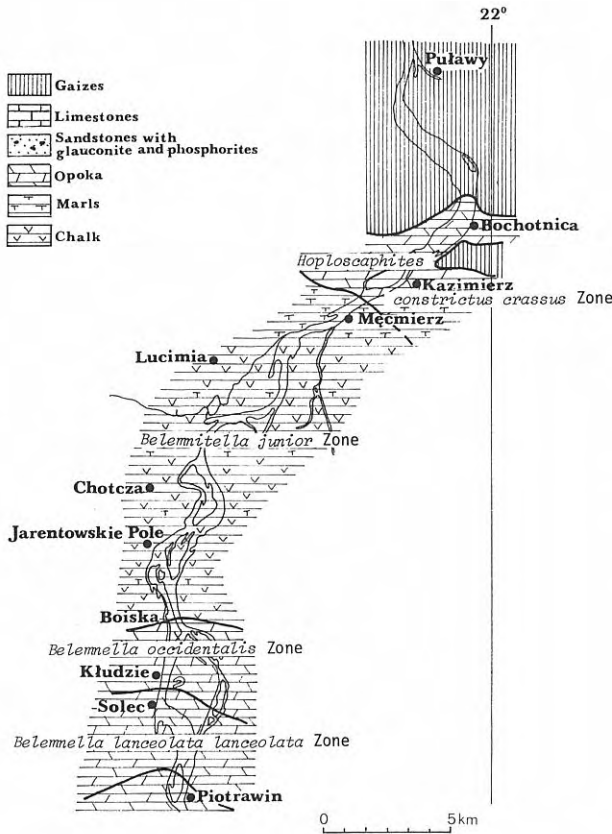 22°
Puławy
Gaizes
Limestones
Sandstones with
glauconite and phosphorites
Opoka
Marls
Chalk
Bochotnica
Hoploscaphites
Kazimierz
constrictus crassus Zone
Męcmierz
Lucimia
Belemnitella junior Zone
Chotcza
Jarentowskie Pole
Boiska
Belemnella occidentalis Zone
Kłudzie
Solec
Belemnella lanceolata lanceolata Zone
Piotrawin
0 5km